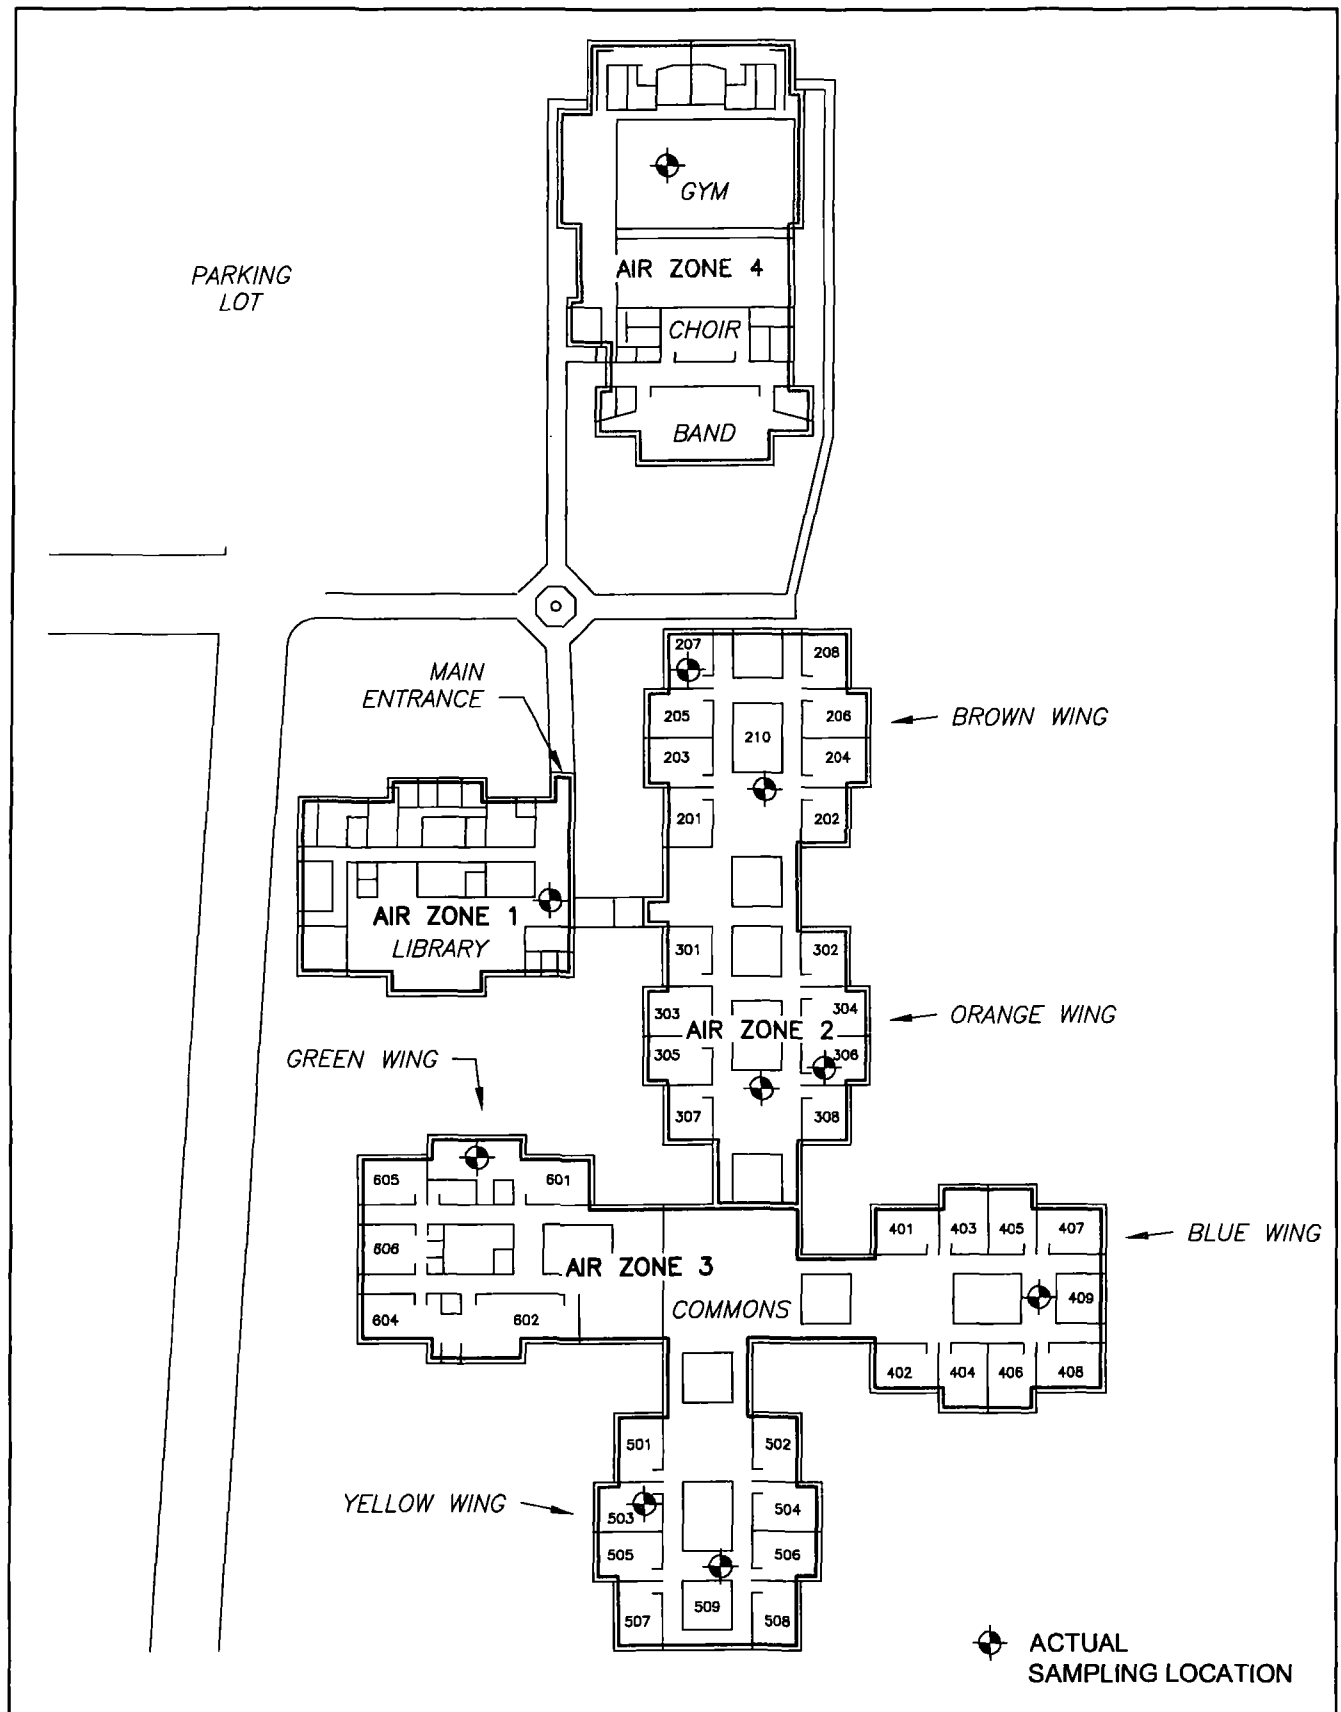 GYM
AIR ZONE 4
PARKING
LOT
CHOIR
BAND
207
208
MAIN
ENTRANCE
205
206
BROWN WING
210
203
204
201
202
AIR ZONE 1
LIBRARY
301
302
303
304
ORANGE WING
AIR ZONE 2
305
306
GREEN WING
307
308
605
601
401
403
405
407
BLUE WING
606
AIR ZONE 3
COMMONS
409
604
602
402
404
406
408
501
502
YELLOW WING
503
504
505
506
509
507
508
ACTUAL
SAMPLING LOCATION